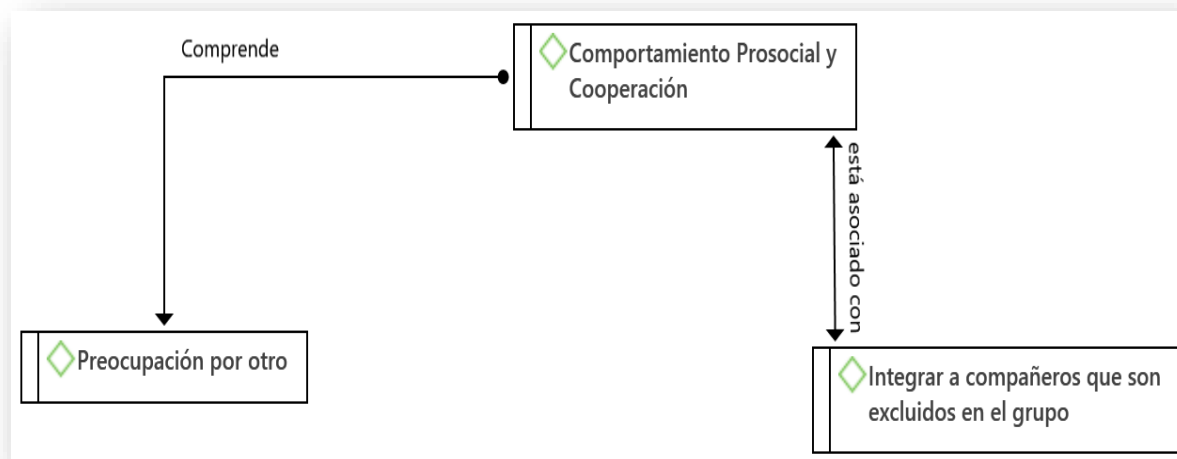 Comprende
Comportamiento Prosocial y
Cooperación
está asociado con
Preocupación por otro
Integrar a compañeros que son
excluidos en el grupo